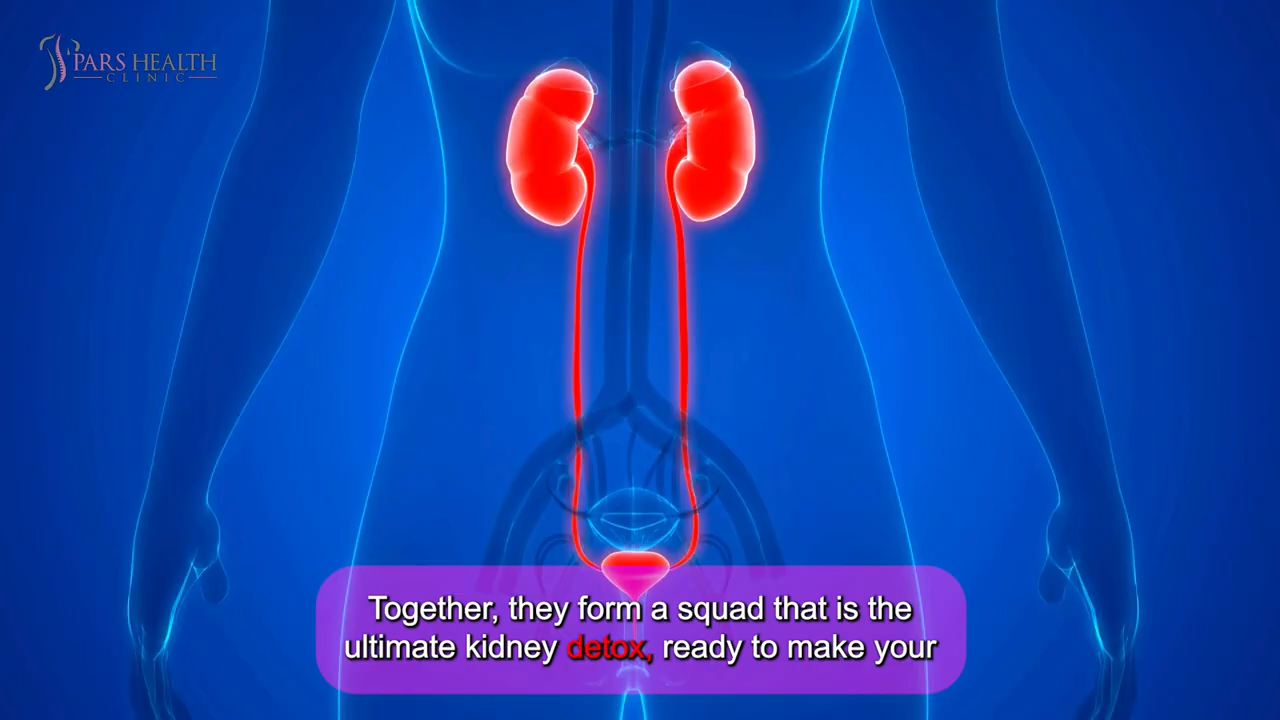 PARS HEALTH
CLINIC
Together, they form a squad that is the
ultimate kidney detox, ready to make your